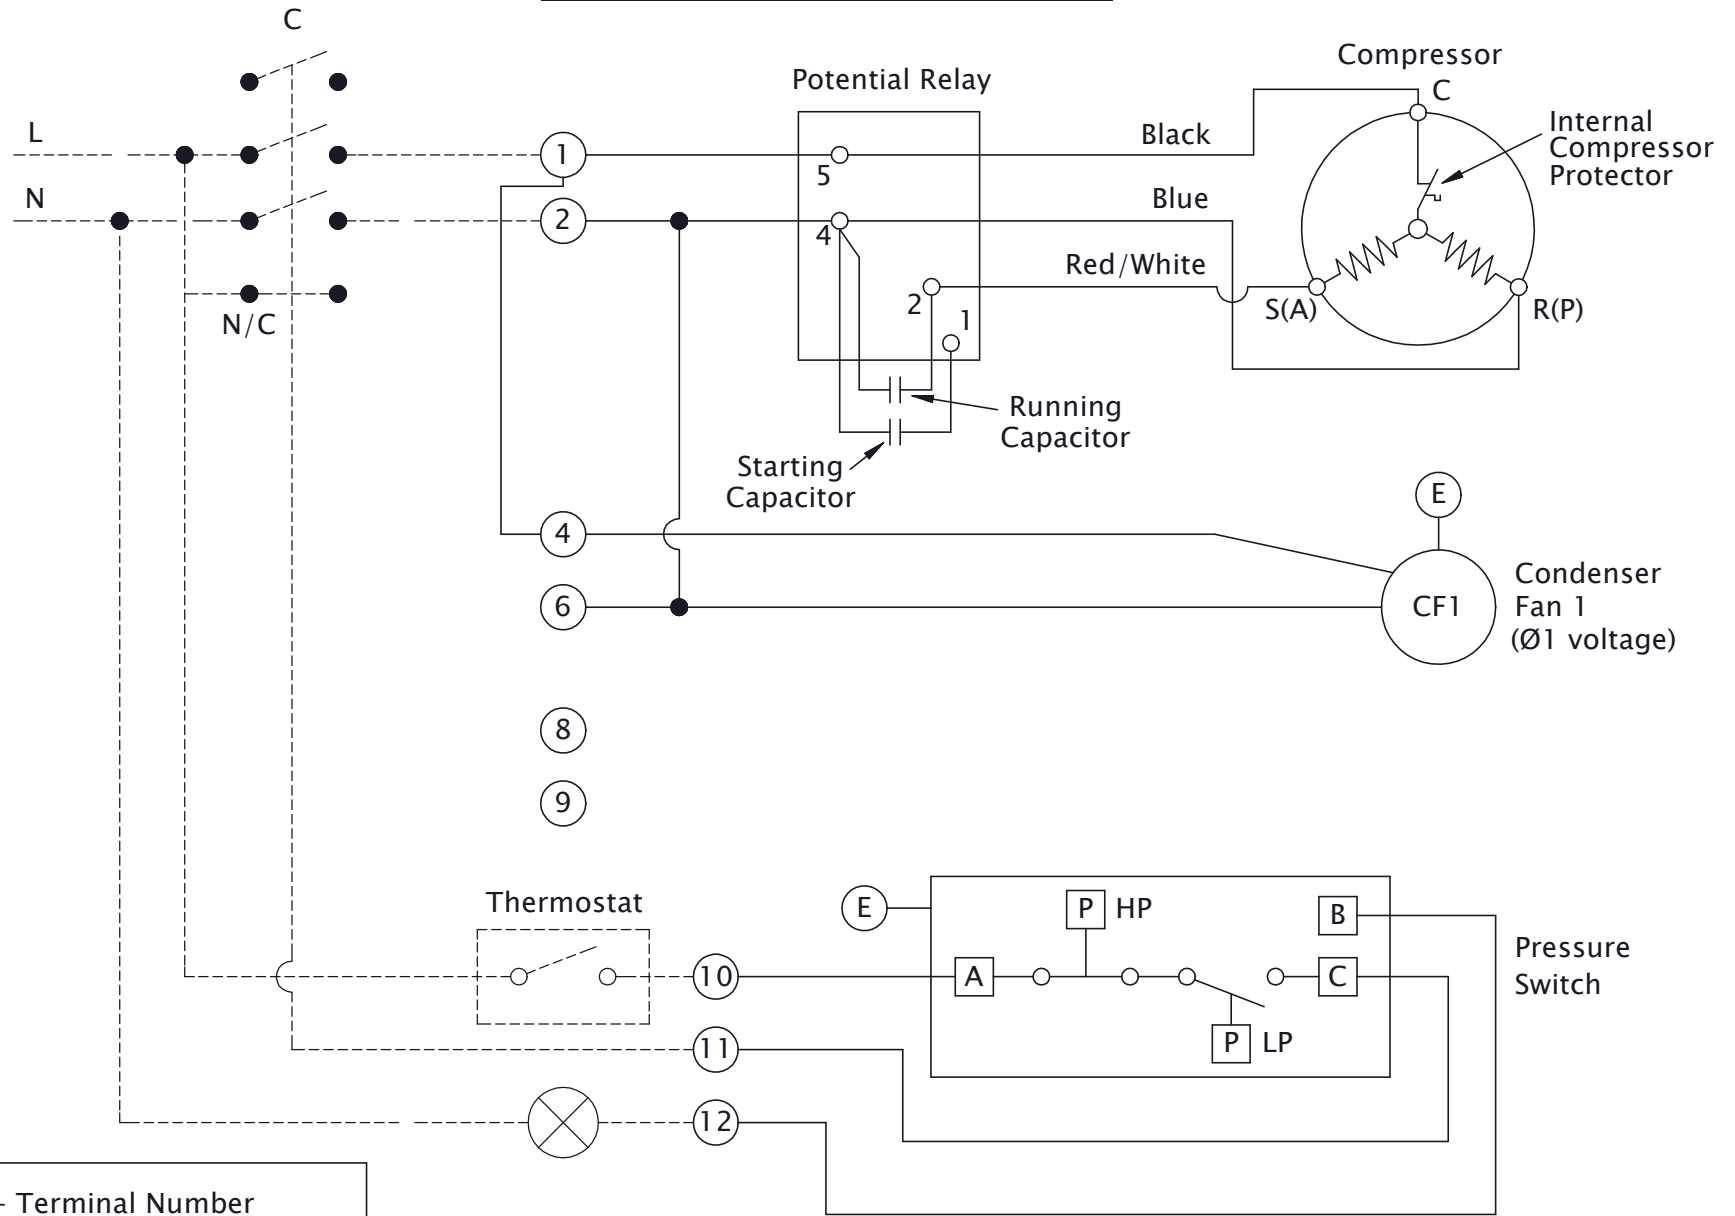 C
Potential Relay
Compressor
C
L
1
5
Black
Internal
Compressor
Protector
N
2
4
Blue
Red/White
2
1
S(A)
R(P)
N/C
Running
Capacitor
Starting
Capacitor
E
4
6
CF1
Condenser
Fan 1
(Ø1 voltage)
8
9
Thermostat
E
P HP
B
10
A
C
Pressure
Switch
11
P LP
12
- Terminal Number